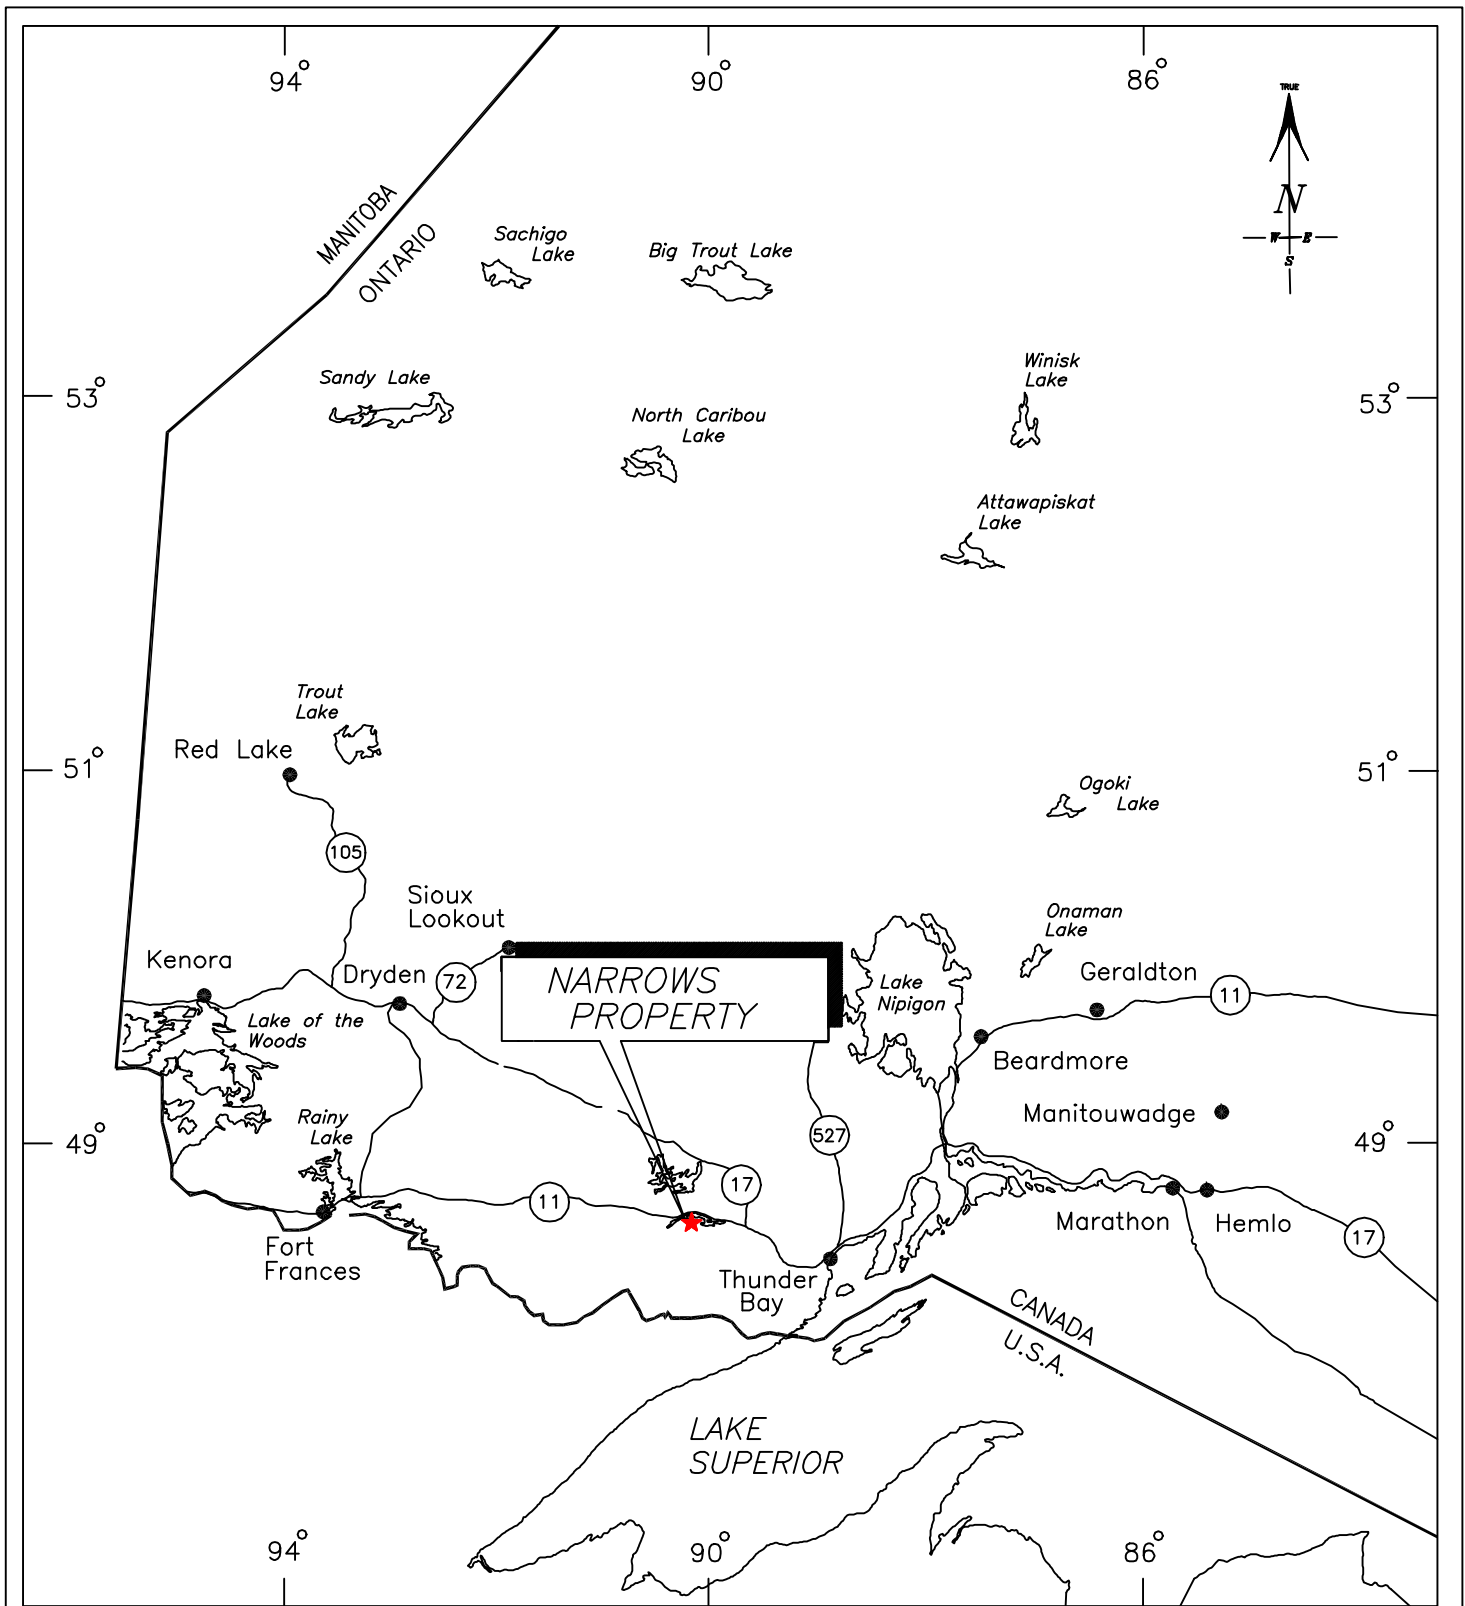 94°
90°
86°
TRUE
N
W E
S
MANITOBA
ONTARIO
Sachigo
Lake
Big Trout Lake
Sandy Lake
North Caribou
Lake
Winisk
Lake
53°
53°
Attawapiskat
Lake
Trout
Lake
Red Lake
51°
51°
Ogoki
Lake
105
Sioux
Lookout
Onaman
Lake
Kenora
Dryden
72
NARROWS
PROPERTY
Lake
Nipigon
Geraldton
11
Lake of the
Woods
Beardmore
Manitouwadge
Rainy
Lake
49°
49°
527
17
11
Marathon
Hemlo
17
Fort
Frances
Thunder
Bay
CANADA
U.S.A.
LAKE
SUPERIOR
94°
90°
86°